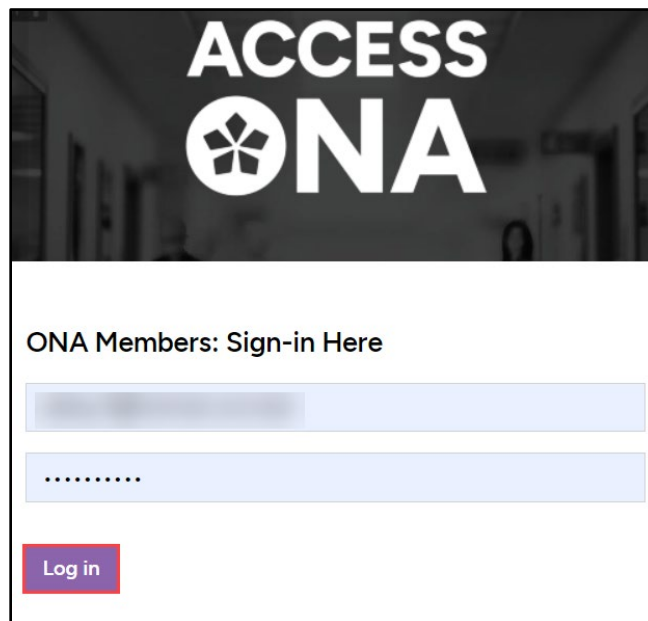 ACCESS
ONA
ONA Members: Sign-in Here
..........
Log in